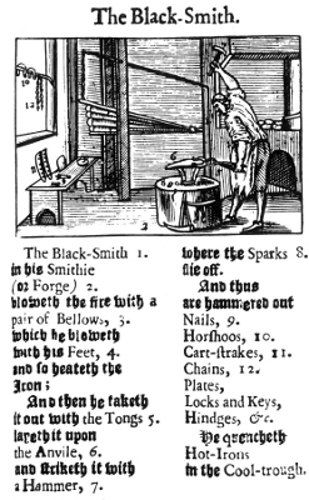 The Black-Smith.
10
12
6
2
The Black-Smith 1.
in his Smithie
(or Forge) 2.
bloweth the fire with a
pair of Bellows, 3.
which he bloweth
with his Feet, 4.
and so heateth the
Iron;
And then he taketh
it out with the Tongs 5.
layeth it upon
the Anvile, 6.
and striketh it with
a Hammer, 7.
where the Sparks 8.
flie off.
And thus
are hammered out
Nails, 9.
Horshoos, 10.
Cart-strakes, 11.
Chains, 12.
Plates,
Locks and Keys,
Hindges, &c.
He quencheth
Hot-Irons
in the Cool-trough.